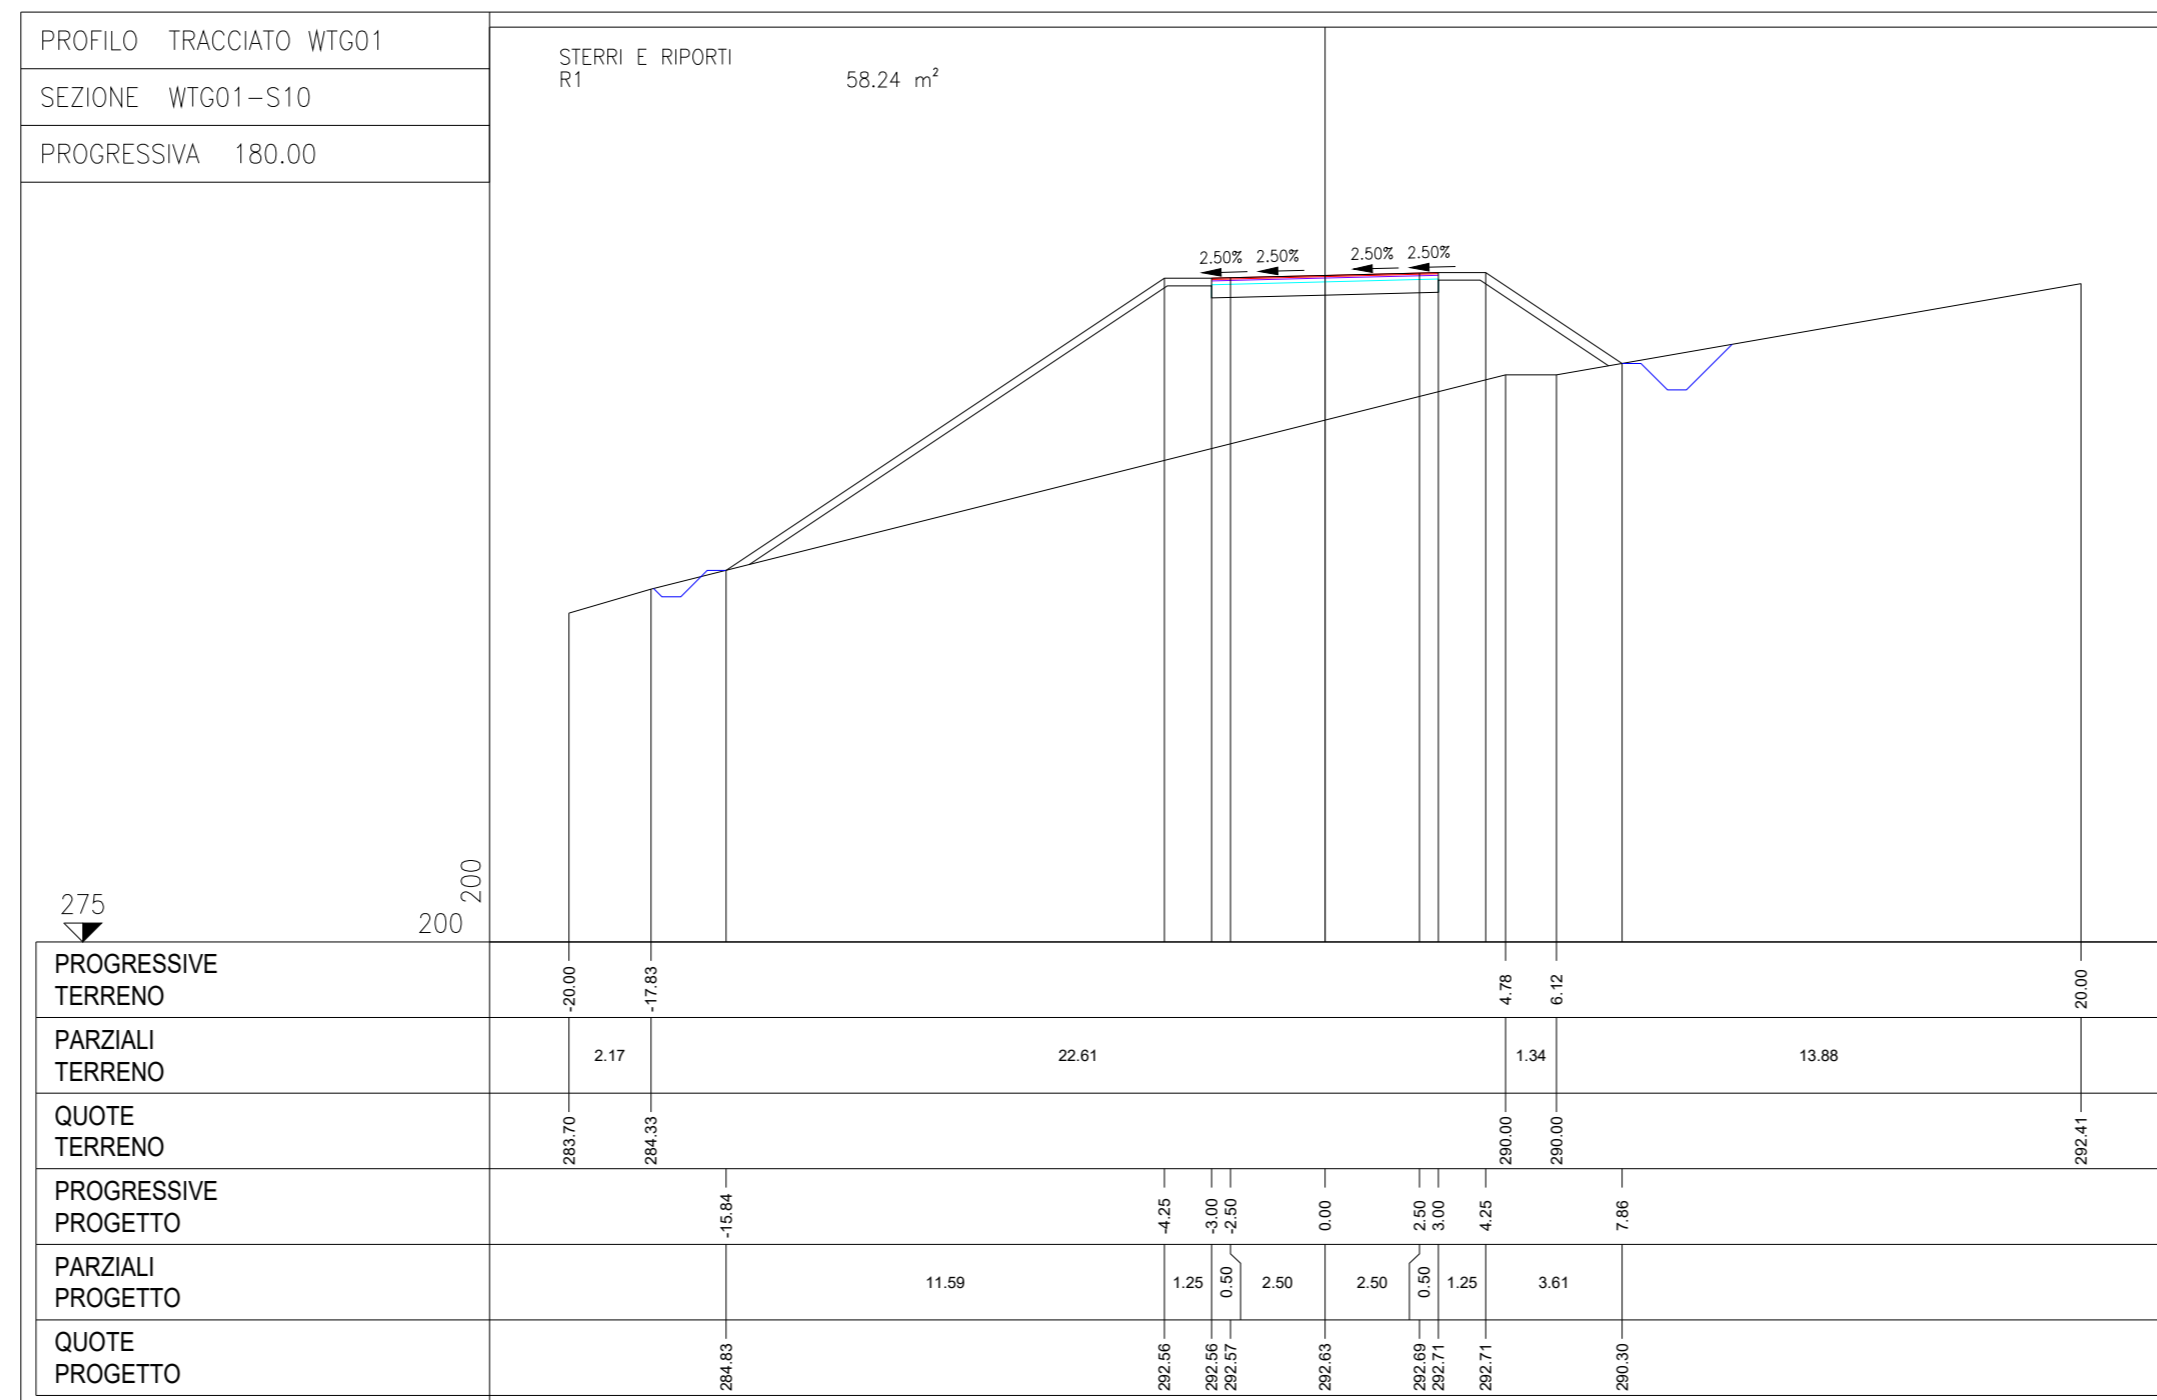 PROFILO TRACCIATO WTG01
SEZIONE WTG01-S10
PROGRESSIVA 180.00
STERRI E RIPORTI
R1 58.24 m²
2.50% 2.50% 2.50% 2.50%
275
200
200
PROGRESSIVE
TERRENO
-20.00 -17.83 4.78 6.12 20.00
PARZIALI
TERRENO
2.17 22.61 1.34 13.88
QUOTE
TERRENO
283.70 284.33 290.00 290.00 292.41
PROGRESSIVE
PROGETTO
-15.84 -4.25 -3.00 -2.50 0.00 2.50 3.00 4.25 7.86
PARZIALI
PROGETTO
11.59 1.25 0.50 2.50 2.50 0.50 1.25 3.61
QUOTE
PROGETTO
284.83 292.56 292.56 292.57 292.63 292.69 292.71 292.71 290.30